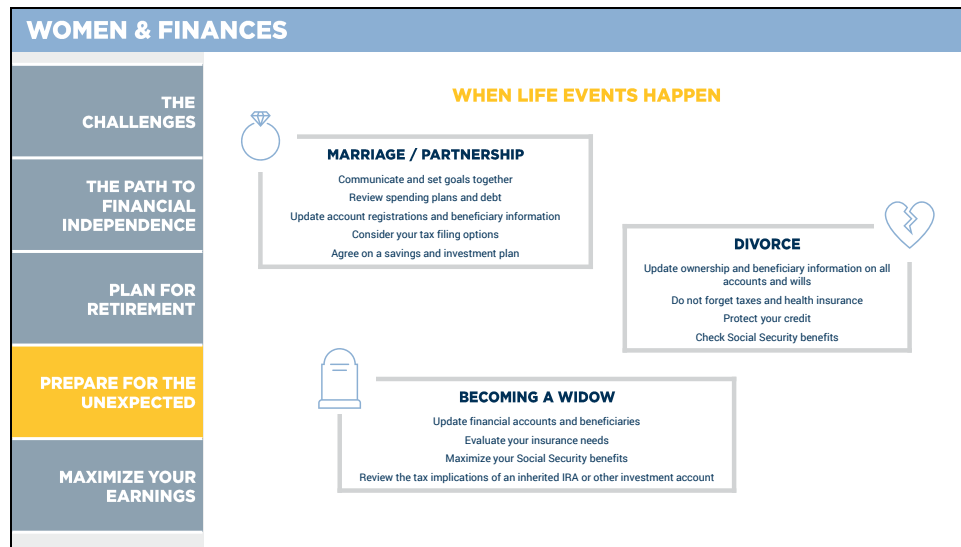 WOMEN & FINANCES
THE
CHALLENGES
THE PATH TO
FINANCIAL
INDEPENDENCE
PLAN FOR
RETIREMENT
PREPARE FOR THE
UNEXPECTED
MAXIMIZE YOUR
EARNINGS
WHEN LIFE EVENTS HAPPEN
MARRIAGE / PARTNERSHIP
Communicate and set goals together
Review spending plans and debt
Update account registrations and beneficiary information
Consider your tax filing options
Agree on a savings and investment plan
DIVORCE
Update ownership and beneficiary information on all
accounts and wills
Do not forget taxes and health insurance
Protect your credit
Check Social Security benefits
BECOMING A WIDOW
Update financial accounts and beneficiaries
Evaluate your insurance needs
Maximize your Social Security benefits
Review the tax implications of an inherited IRA or other investment account